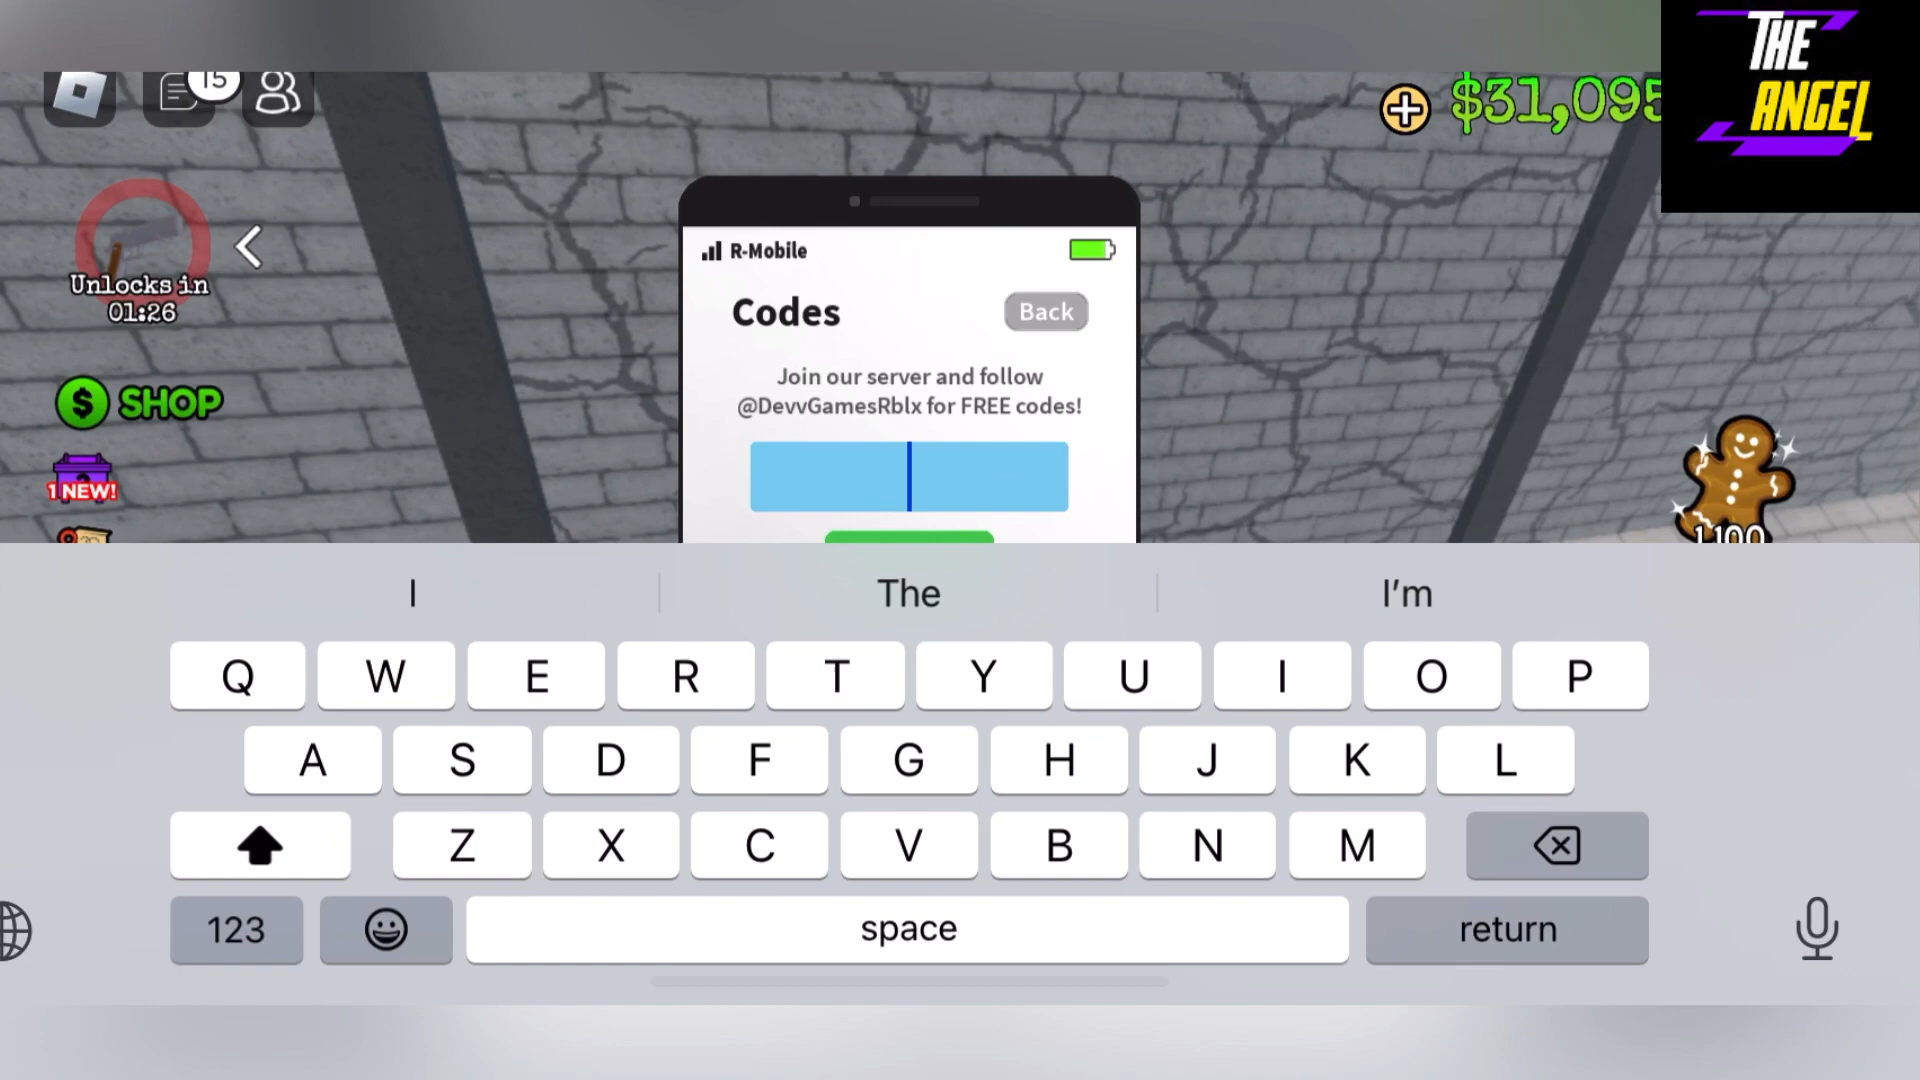 THE
ANGEL
15
$31,095
R-Mobile
Unlocks in
01:26
Codes
Back
Join our server and follow
@DevvGamesRblx for FREE codes!
$ SHOP
1 NEW!
1,100
I
The
I’m
Q W E R T Y U I O P
A S D F G H J K L
Z X C V B N M
123
space
return